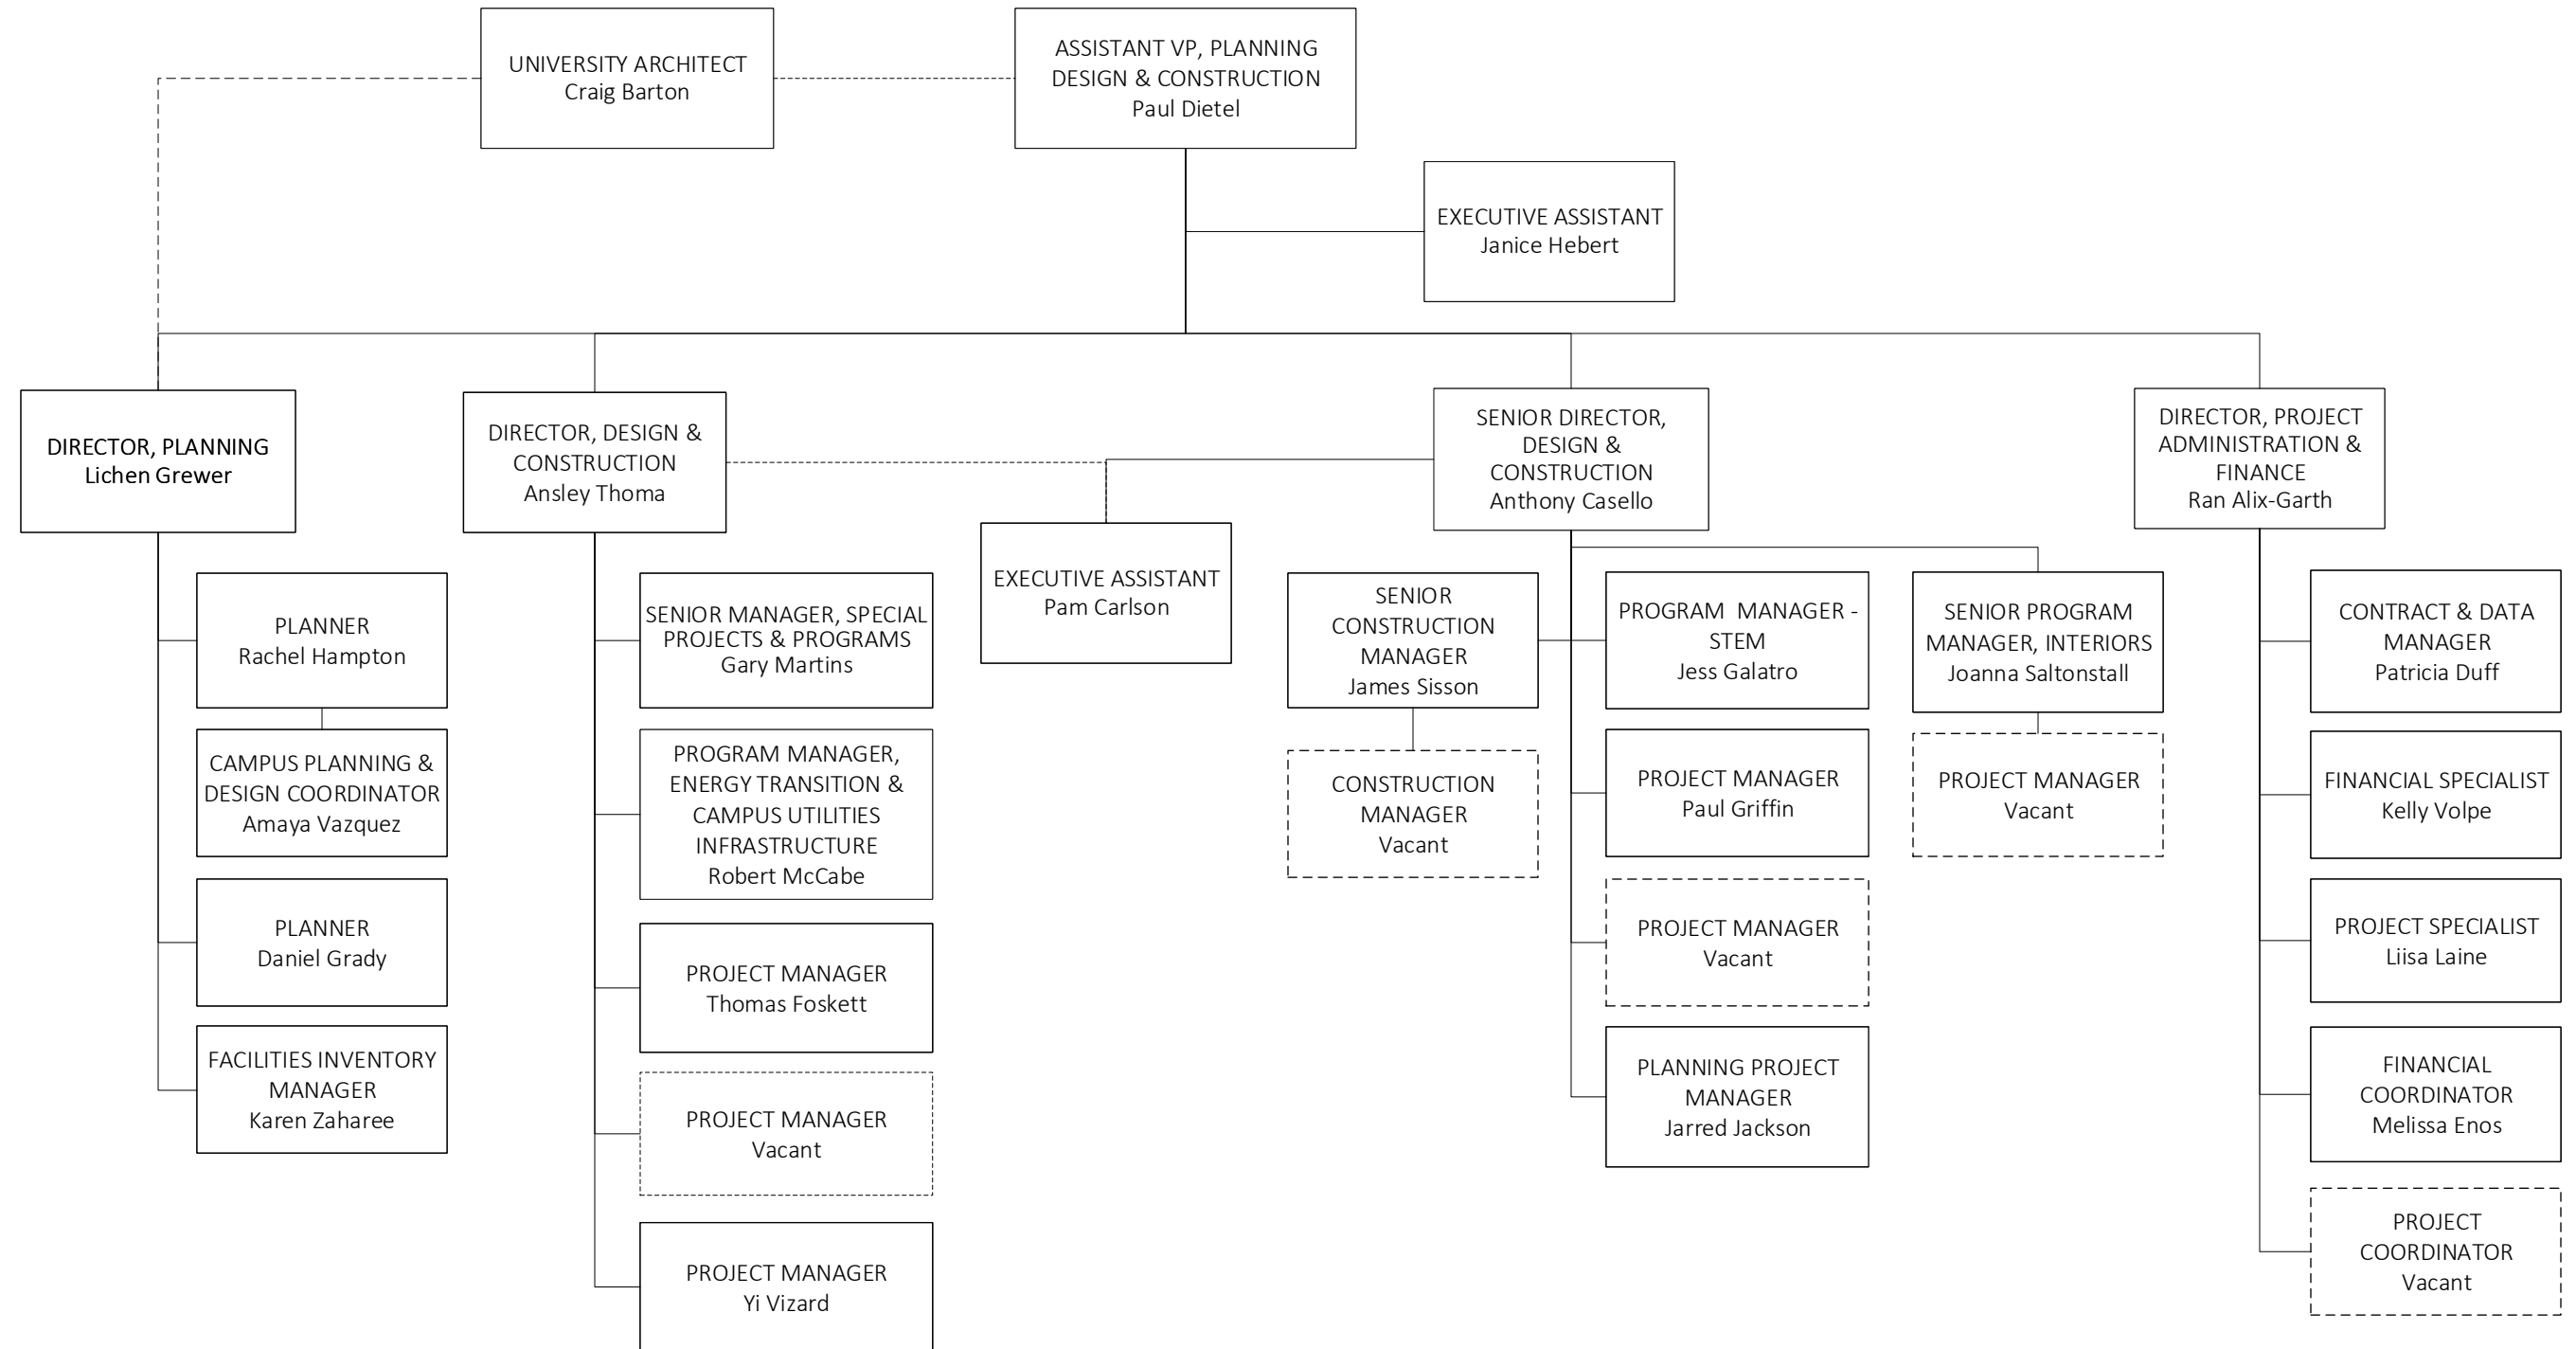 UNIVERSITY ARCHITECT
Craig Barton
ASSISTANT VP, PLANNING
DESIGN & CONSTRUCTION
Paul Dietel
EXECUTIVE ASSISTANT
Janice Hebert
DIRECTOR, PLANNING
Lichen Grewer
DIRECTOR, DESIGN &
CONSTRUCTION
Ansley Thoma
SENIOR DIRECTOR,
DESIGN &
CONSTRUCTION
Anthony Casello
DIRECTOR, PROJECT
ADMINISTRATION &
FINANCE
Ran Alix-Garth
EXECUTIVE ASSISTANT
Pam Carlson
PLANNER
Rachel Hampton
CAMPUS PLANNING &
DESIGN COORDINATOR
Amaya Vazquez
PLANNER
Daniel Grady
FACILITIES INVENTORY
MANAGER
Karen Zaharee
SENIOR MANAGER, SPECIAL
PROJECTS & PROGRAMS
Gary Martins
PROGRAM MANAGER,
ENERGY TRANSITION &
CAMPUS UTILITIES
INFRASTRUCTURE
Robert McCabe
PROJECT MANAGER
Thomas Foskett
PROJECT MANAGER
Vacant
PROJECT MANAGER
Yi Vizard
SENIOR
CONSTRUCTION
MANAGER
James Sisson
CONSTRUCTION
MANAGER
Vacant
PROGRAM MANAGER -
STEM
Jess Galatro
PROJECT MANAGER
Paul Griffin
PROJECT MANAGER
Vacant
PLANNING PROJECT
MANAGER
Jarred Jackson
SENIOR PROGRAM
MANAGER, INTERIORS
Joanna Saltonstall
PROJECT MANAGER
Vacant
CONTRACT & DATA
MANAGER
Patricia Duff
FINANCIAL SPECIALIST
Kelly Volpe
PROJECT SPECIALIST
Liisa Laine
FINANCIAL
COORDINATOR
Melissa Enos
PROJECT
COORDINATOR
Vacant